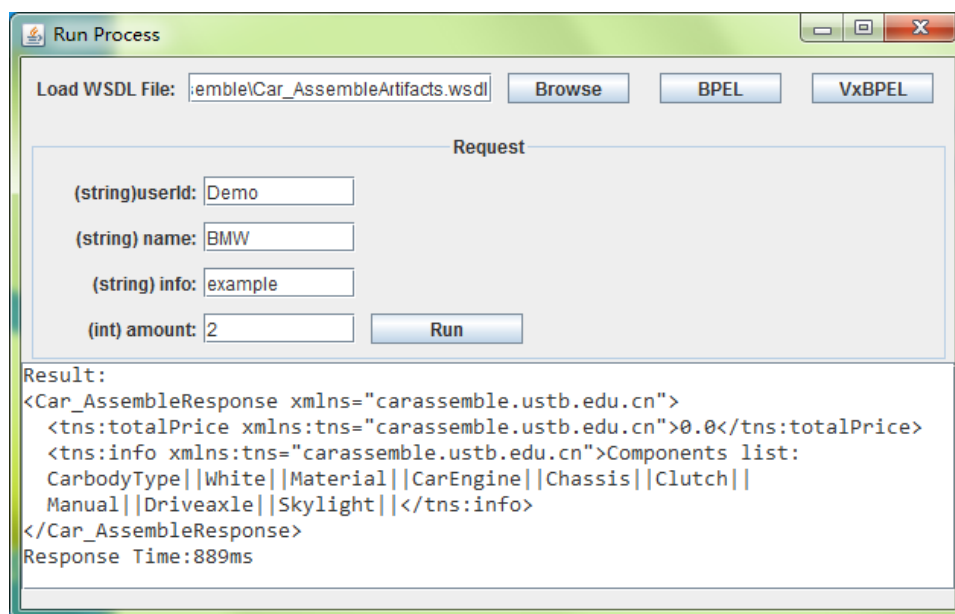 Run Process
Load WSDL File: emble\Car_AssembleArtifacts.wsdl Browse BPEL VxBPEL
Request
(string)userId: Demo
(string) name: BMW
(string) info: example
(int) amount: 2 Run
Result:
<Car_AssembleResponse xmlns="carassemble.ustb.edu.cn">
  <tns:totalPrice xmlns:tns="carassemble.ustb.edu.cn">0.0</tns:totalPrice>
  <tns:info xmlns:tns="carassemble.ustb.edu.cn">Components list:
  CarbodyType||White||Material||CarEngine||Chassis||Clutch||
  Manual||Driveaxle||Skylight||</tns:info>
</Car_AssembleResponse>
Response Time:889ms